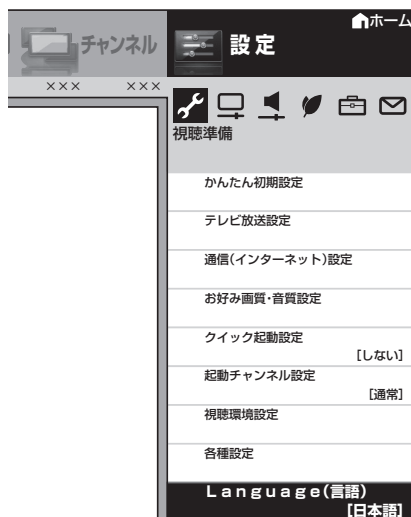 ホーム
チャンネル
設定
××× ×××
視聴準備
かんたん初期設定
テレビ放送設定
通信(インターネット)設定
お好み画質・音質設定
クイック起動設定
[しない]
起動チャンネル設定
[通常]
視聴環境設定
各種設定
Language(言語)
[日本語]